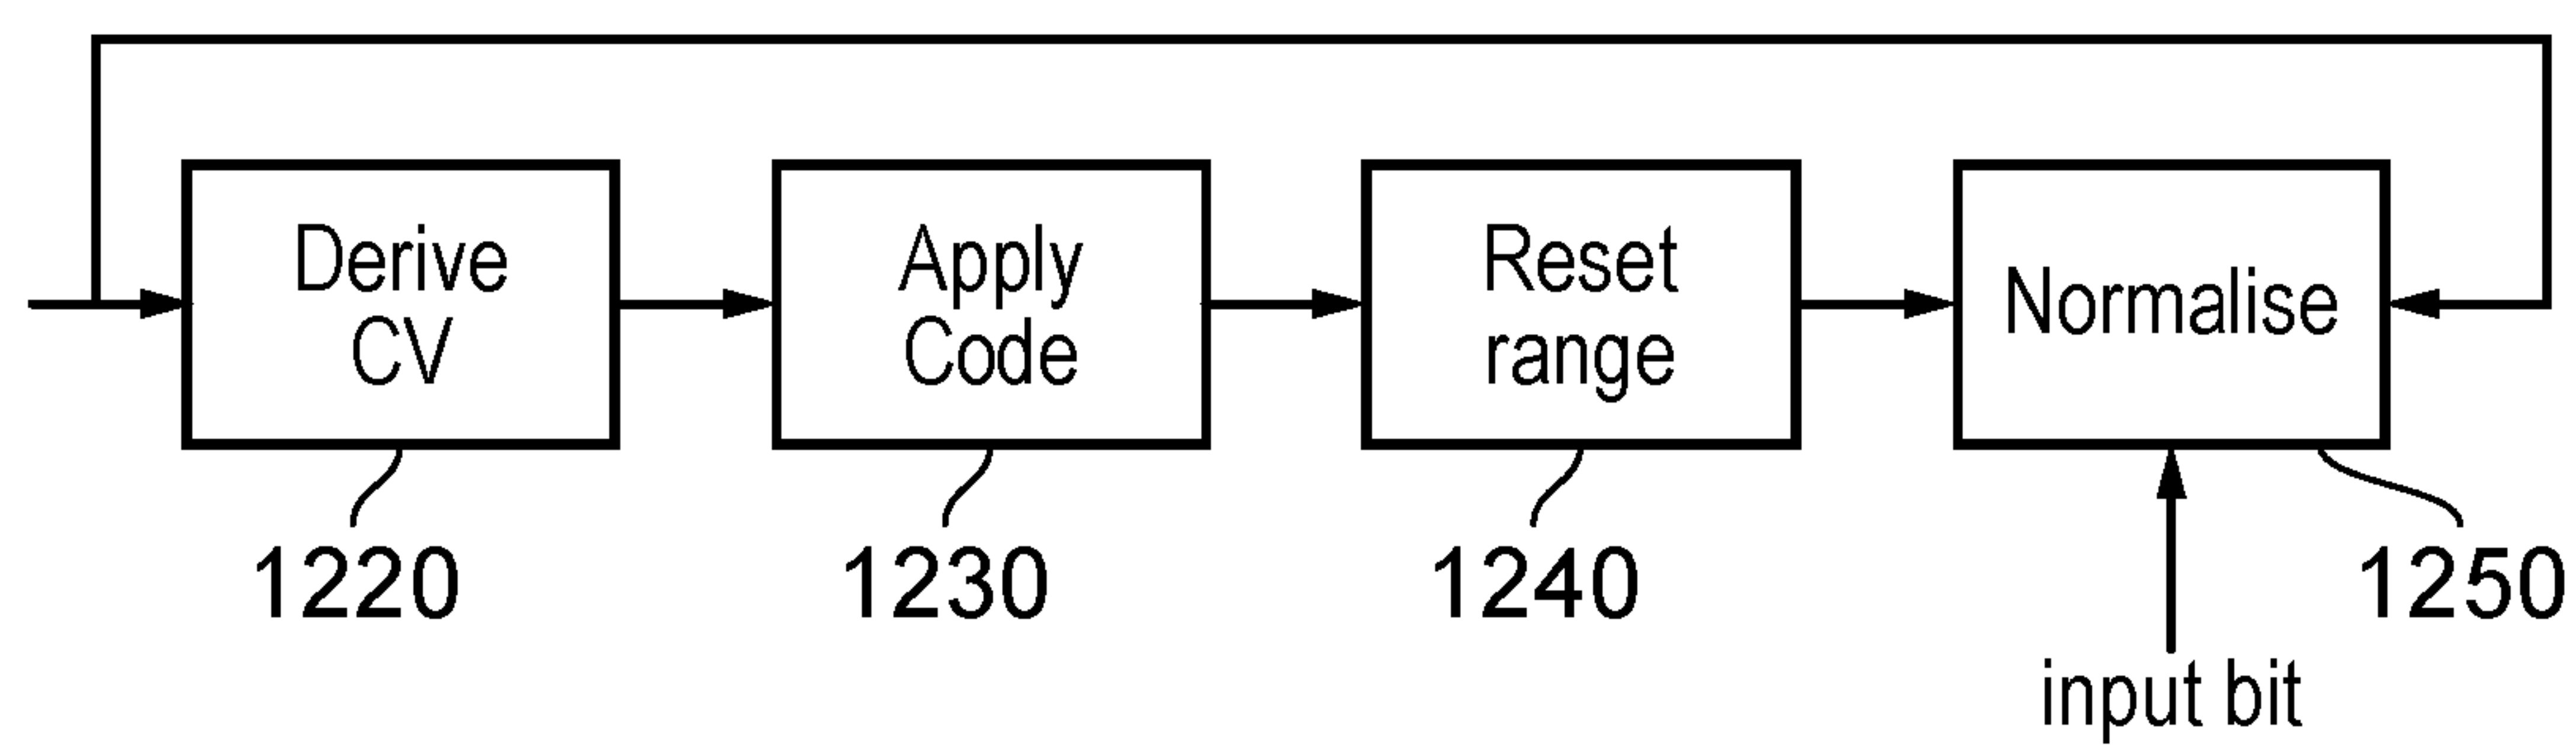 Derive
CV
Apply
Code
Reset
range
Normalise
1220
1230
1240
1250
input bit